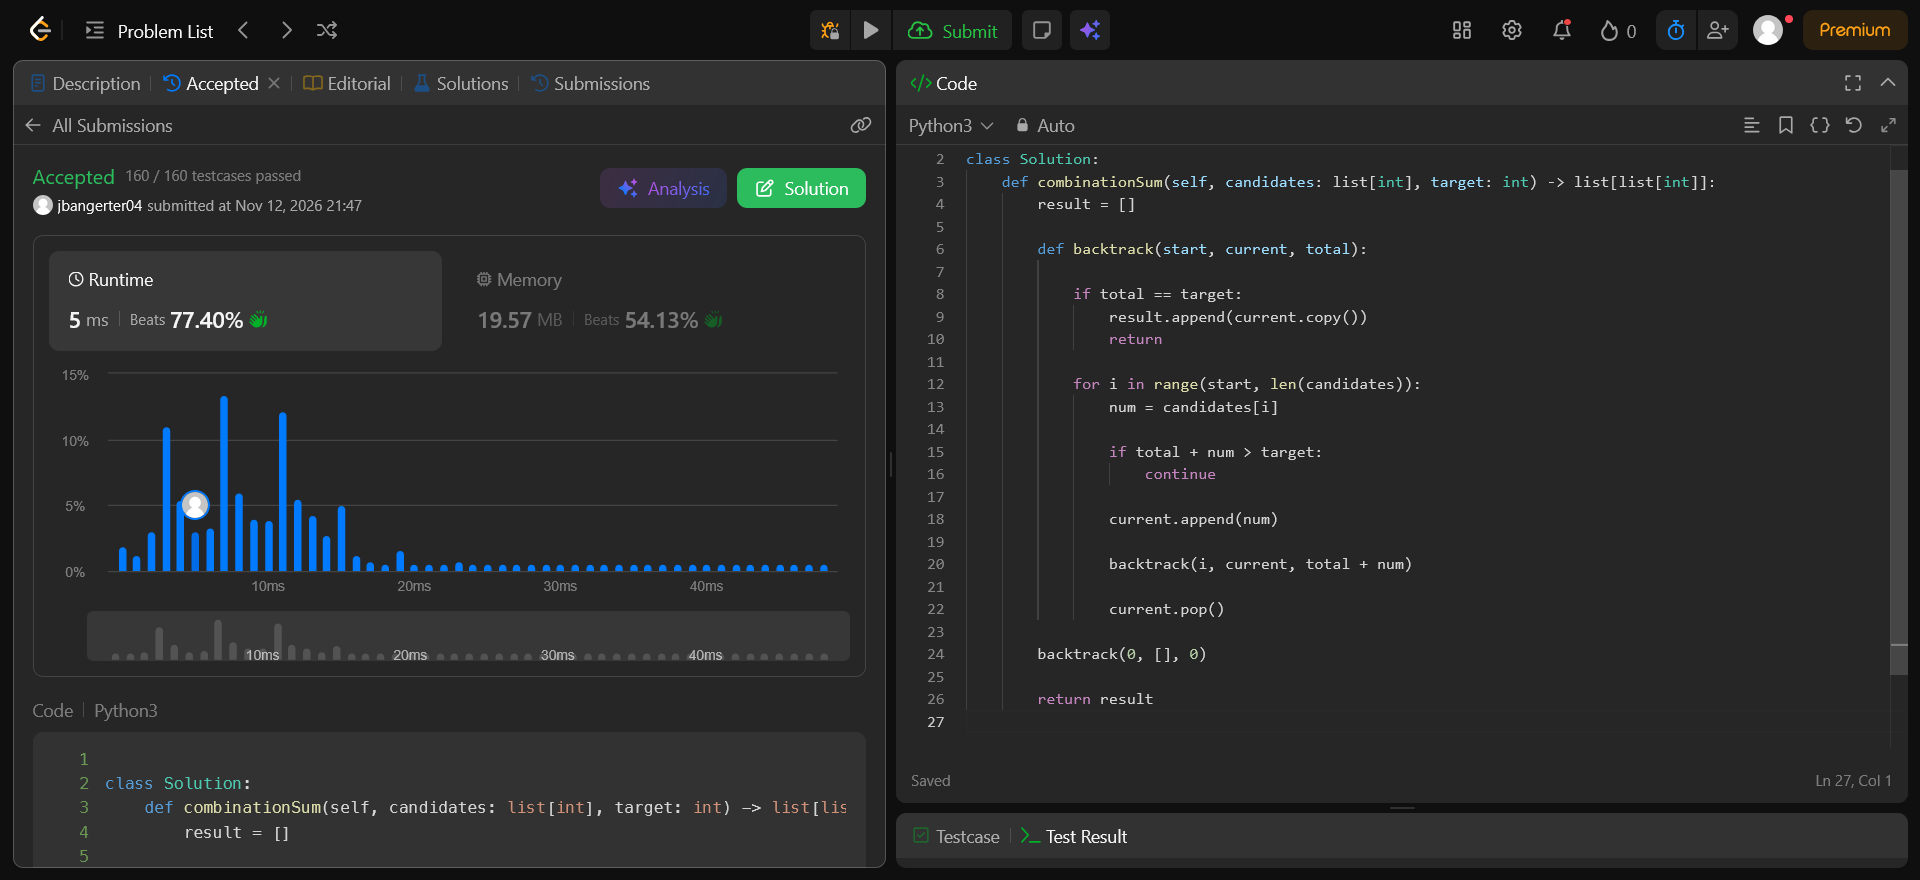 Problem List
Submit
0
Premium
Description
Accepted
Editorial
Solutions
Submissions
All Submissions
Accepted 160 / 160 testcases passed
jbangerter04 submitted at Nov 12, 2026 21:47
Analysis
Solution
Runtime
5 ms Beats 77.40%
Memory
19.57 MB Beats 54.13%
15%
10%
5%
0%
10ms 20ms 30ms 40ms
10ms 20ms 30ms 40ms
Code Python3
1
2 class Solution:
3 def combinationSum(self, candidates: list[int], target: int) -> list[lis
4 result = []
5
</> Code
Python3 Auto
2 class Solution:
3 def combinationSum(self, candidates: list[int], target: int) -> list[list[int]]:
4 result = []
5
6 def backtrack(start, current, total):
7
8 if total == target:
9 result.append(current.copy())
10 return
11
12 for i in range(start, len(candidates)):
13 num = candidates[i]
14
15 if total + num > target:
16 continue
17
18 current.append(num)
19
20 backtrack(i, current, total + num)
21
22 current.pop()
23
24 backtrack(0, [], 0)
25
26 return result
27
Saved
Ln 27, Col 1
Testcase
Test Result